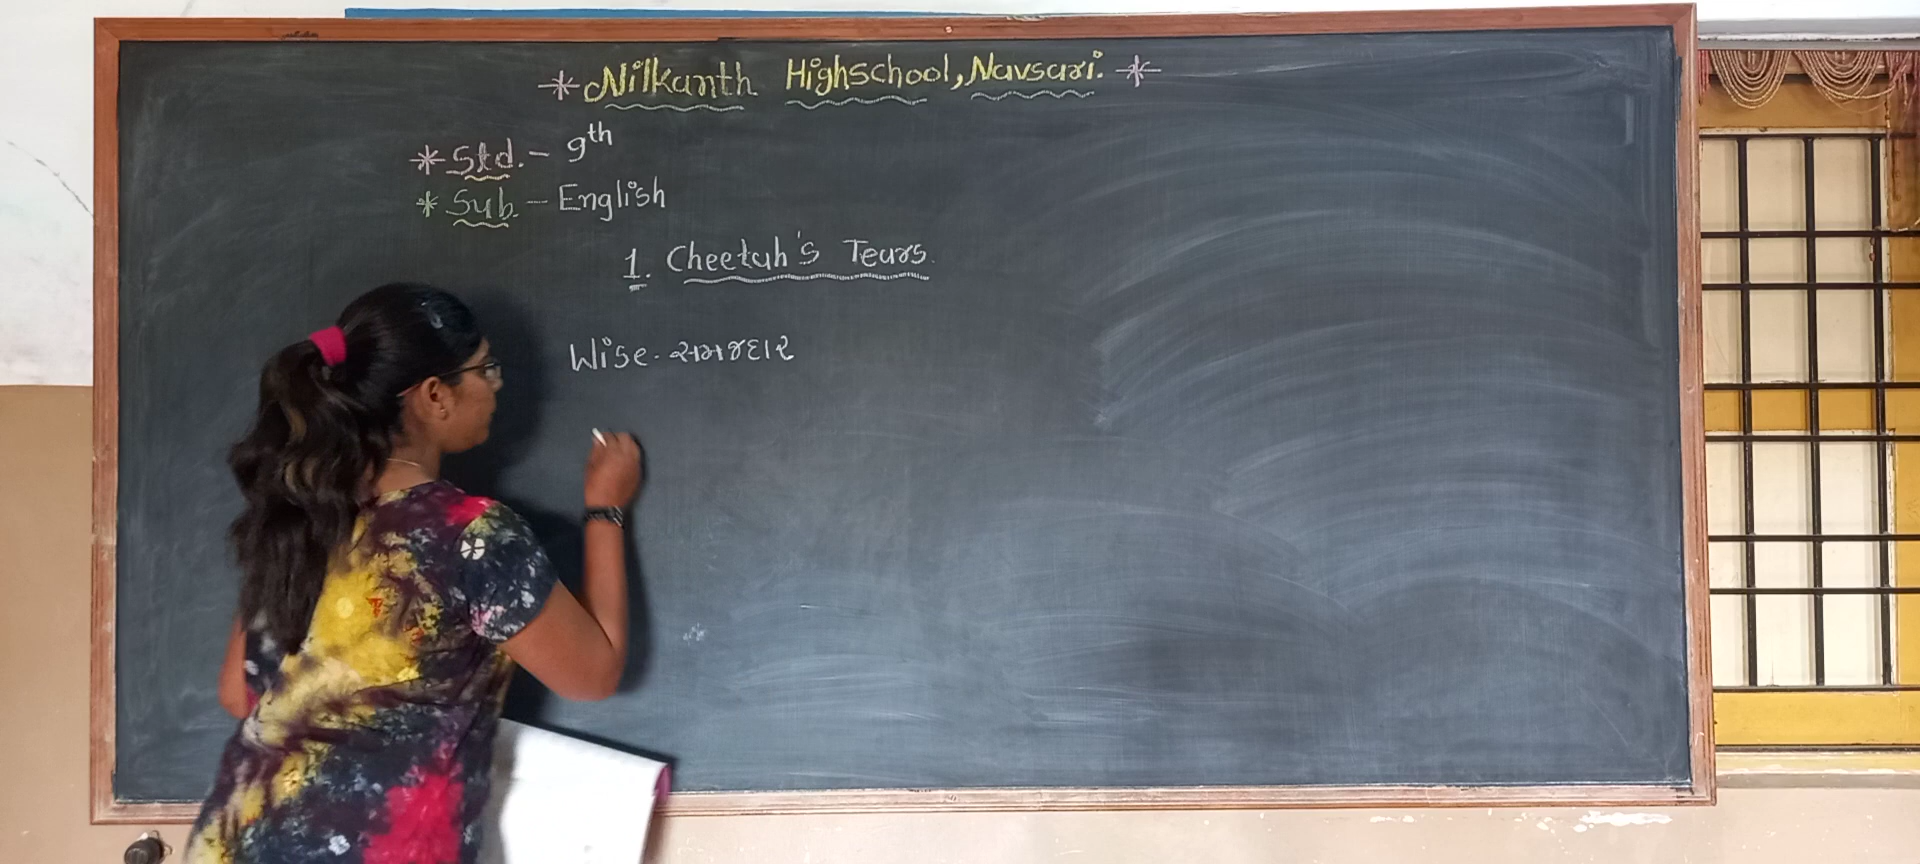 * Nilkanth Highschool, Navsari. *
* Std. - 9th
* Sub. - English
1. Cheetah's Tears
Wise. સમજદાર